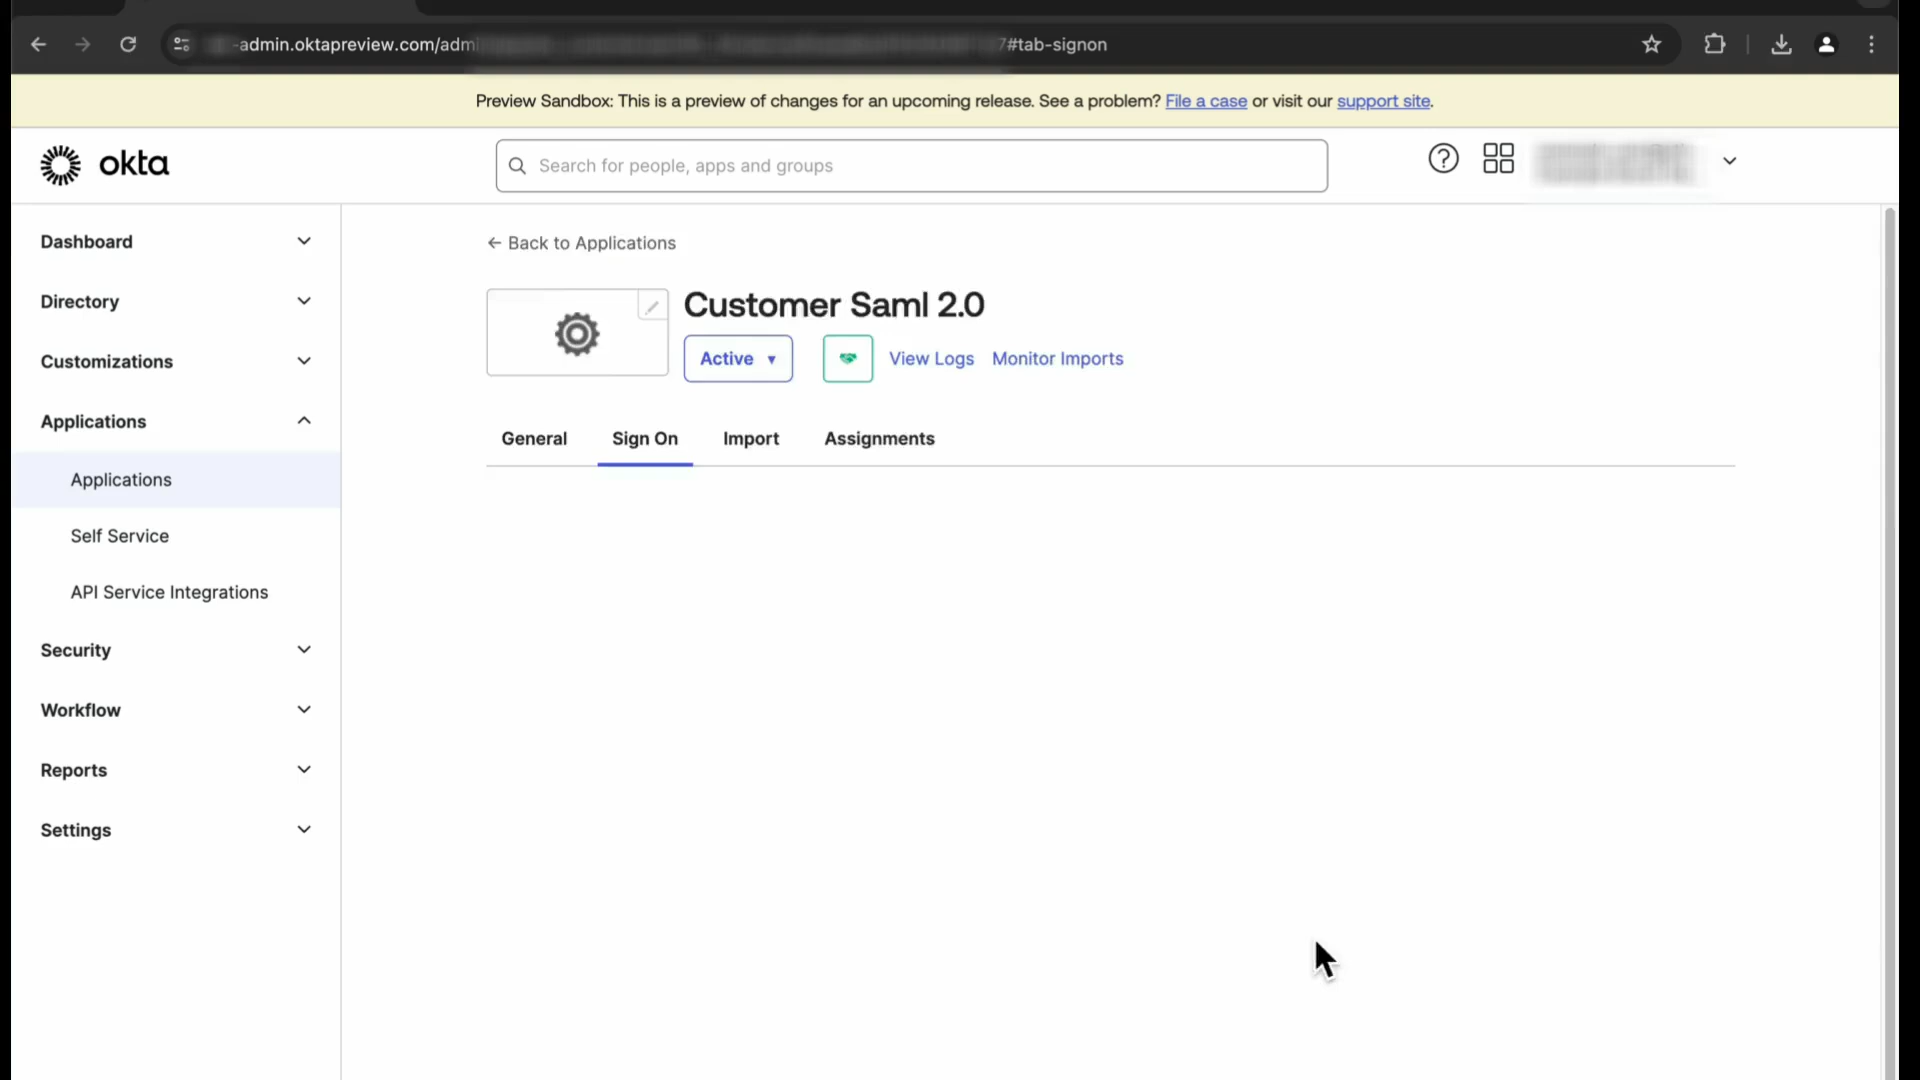 -admin.oktapreview.com/admi
7#tab-signon
Preview Sandbox: This is a preview of changes for an upcoming release. See a problem? File a case or visit our support site.
okta
Search for people, apps and groups
Dashboard
Directory
Customizations
Applications
Applications
Self Service
API Service Integrations
Security
Workflow
Reports
Settings
← Back to Applications
Customer Saml 2.0
Active
View Logs
Monitor Imports
General
Sign On
Import
Assignments